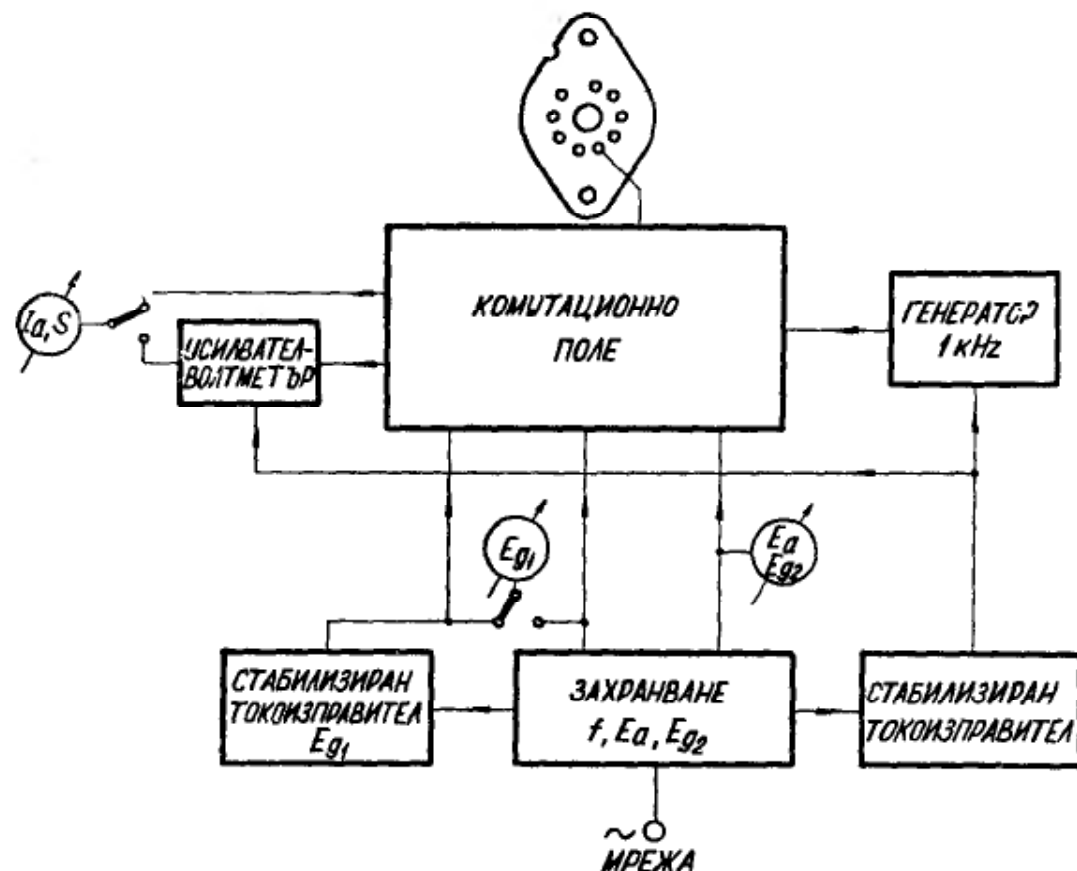 КОМУТАЦИОННО
ПОЛЕ
ГЕНЕРАТОР
1 кHz
Ia, S
УСИЛВАТЕЛ-
ВОЛТМЕТЪР
Eg1
Ea
Eg2
СТАБИЛИЗИРАН
ТОКОИЗПРАВИТЕЛ
Eg1
ЗАХРАНВАНЕ
f, Ea, Eg2
СТАБИЛИЗИРАН
ТОКОИЗПРАВИТЕЛ
~
МРЕЖА